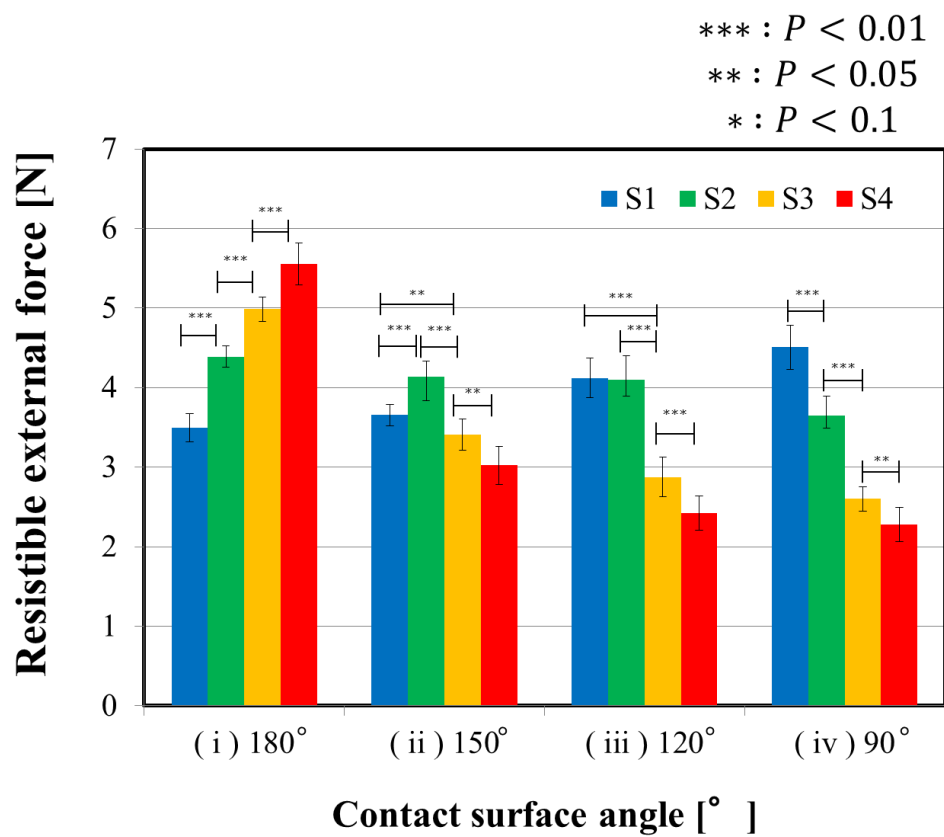 *** : P < 0.01
** : P < 0.05
* : P < 0.1
Resistible external force [N]
7
6
5
4
3
2
1
0
S1 S2 S3 S4
***
***
***
**
***
***
**
***
***
***
***
***
**
( i ) 180°
( ii ) 150°
( iii ) 120°
( iv ) 90°
Contact surface angle [° ]